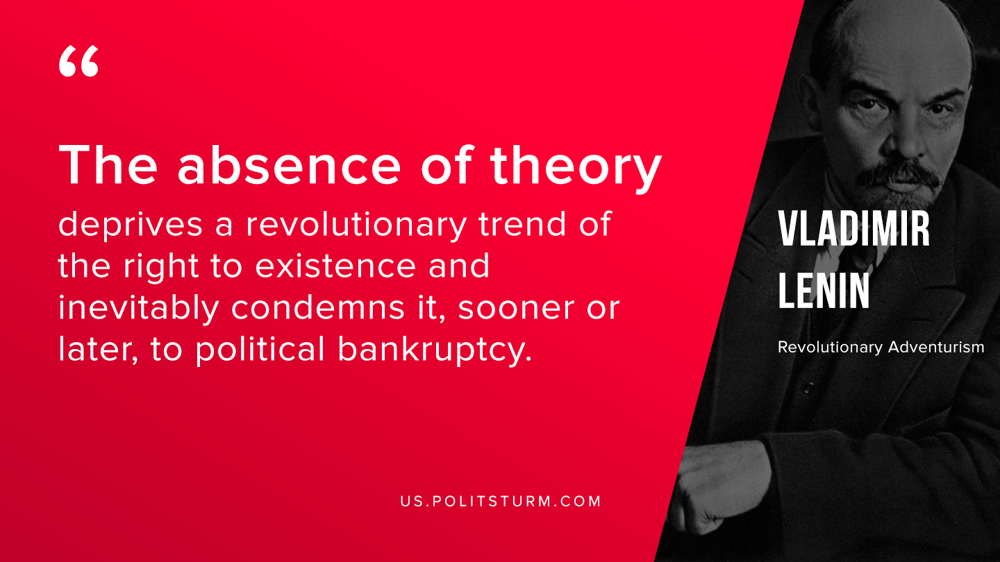 “
The absence of theory
deprives a revolutionary trend of
the right to existence and
inevitably condemns it, sooner or
later, to political bankruptcy.
VLADIMIR
LENIN
Revolutionary Adventurism
US.POLITSTURM.COM